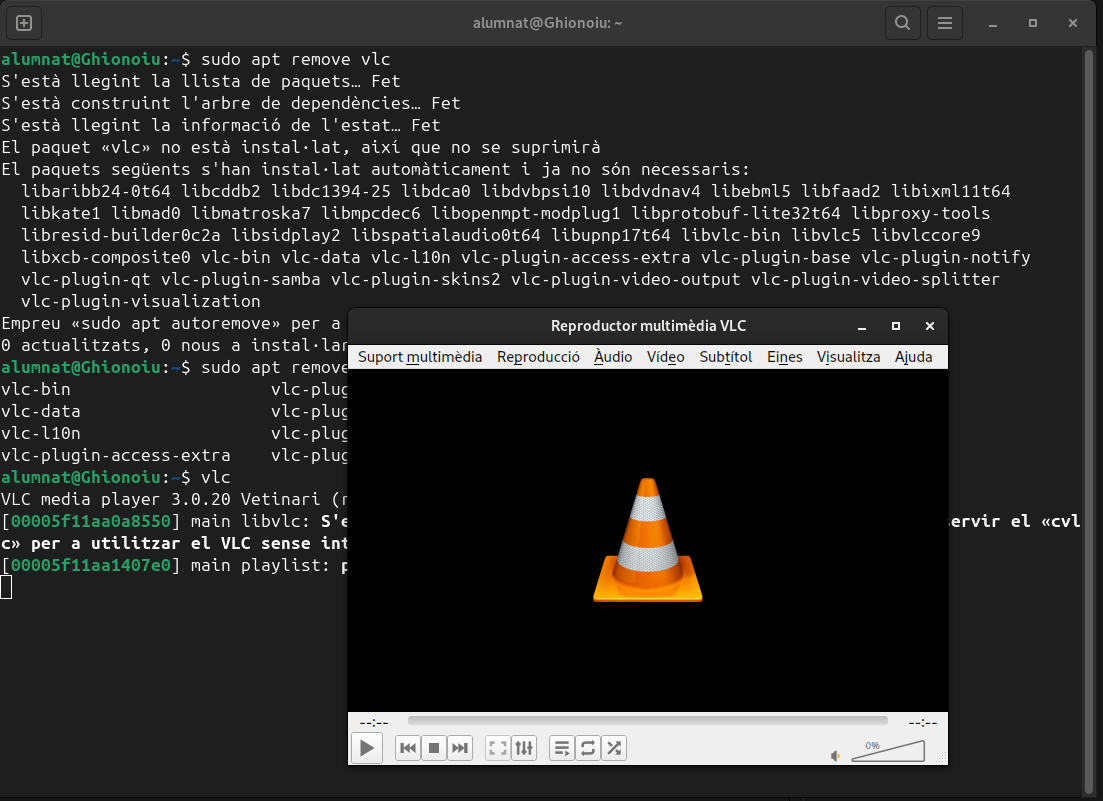 alumnat@Ghionoiu: ~
alumnat@Ghionoiu:~$ sudo apt remove vlc
S'està llegint la llista de paquets… Fet
S'està construint l'arbre de dependències… Fet
S'està llegint la informació de l'estat… Fet
El paquet «vlc» no està instal·lat, així que no se suprimirà
El paquets següents s'han instal·lat automàticament i ja no són necessaris:
libaribb24-0t64 libcddb2 libdc1394-25 libdca0 libdvbpsi10 libdvdnav4 libebml5 libfaad2 libixml11t64
libkate1 libmad0 libmatroska7 libmpcdec6 libopenmpt-modplug1 libprotobuf-lite32t64 libproxy-tools
libresid-builder0c2a libsidplay2 libspatialaudio0t64 libupnp17t64 libvlc-bin libvlc5 libvlccore9
libxcb-composite0 vlc-bin vlc-data vlc-l10n vlc-plugin-access-extra vlc-plugin-base vlc-plugin-notify
vlc-plugin-qt vlc-plugin-samba vlc-plugin-skins2 vlc-plugin-video-output vlc-plugin-video-splitter
vlc-plugin-visualization
Empreu «sudo apt autoremove» per a
0 actualitzats, 0 nous a instal·lar
alumnat@Ghionoiu:~$ sudo apt remove
vlc-bin vlc-plug
vlc-data vlc-plug
vlc-l10n vlc-plug
vlc-plugin-access-extra vlc-plug
alumnat@Ghionoiu:~$ vlc
VLC media player 3.0.20 Vetinari (r
[00005f11aa0a8550] main libvlc: S'e servir el «cvl
c» per a utilitzar el VLC sense int
[00005f11aa1407e0] main playlist: p
Reproductor multimèdia VLC
Suport multimèdia Reproducció Àudio Vídeo Subtítol Eines Visualitza Ajuda
--:-- --:--
0%